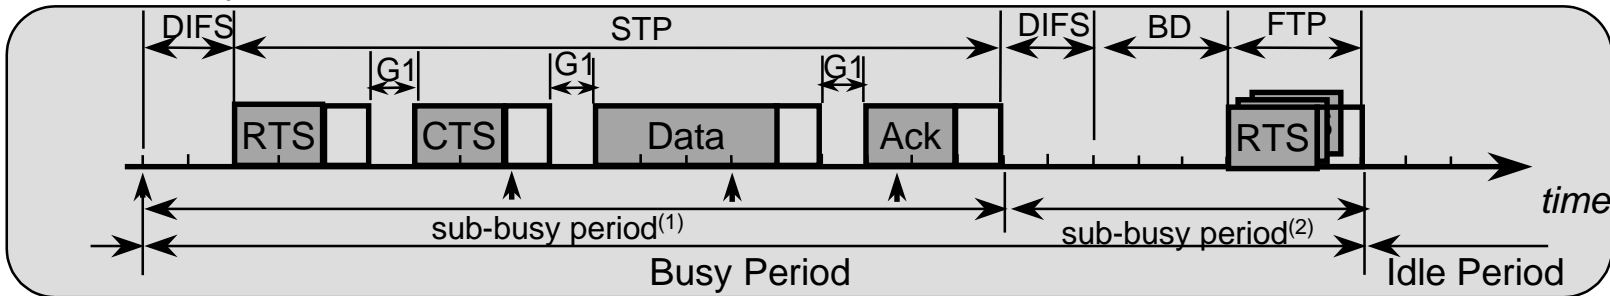 DIFS STP DIFS BD FTP
G1 G1 G1
RTS CTS Data Ack RTS
time
sub-busy period(1) sub-busy period(2)
Busy Period Idle Period